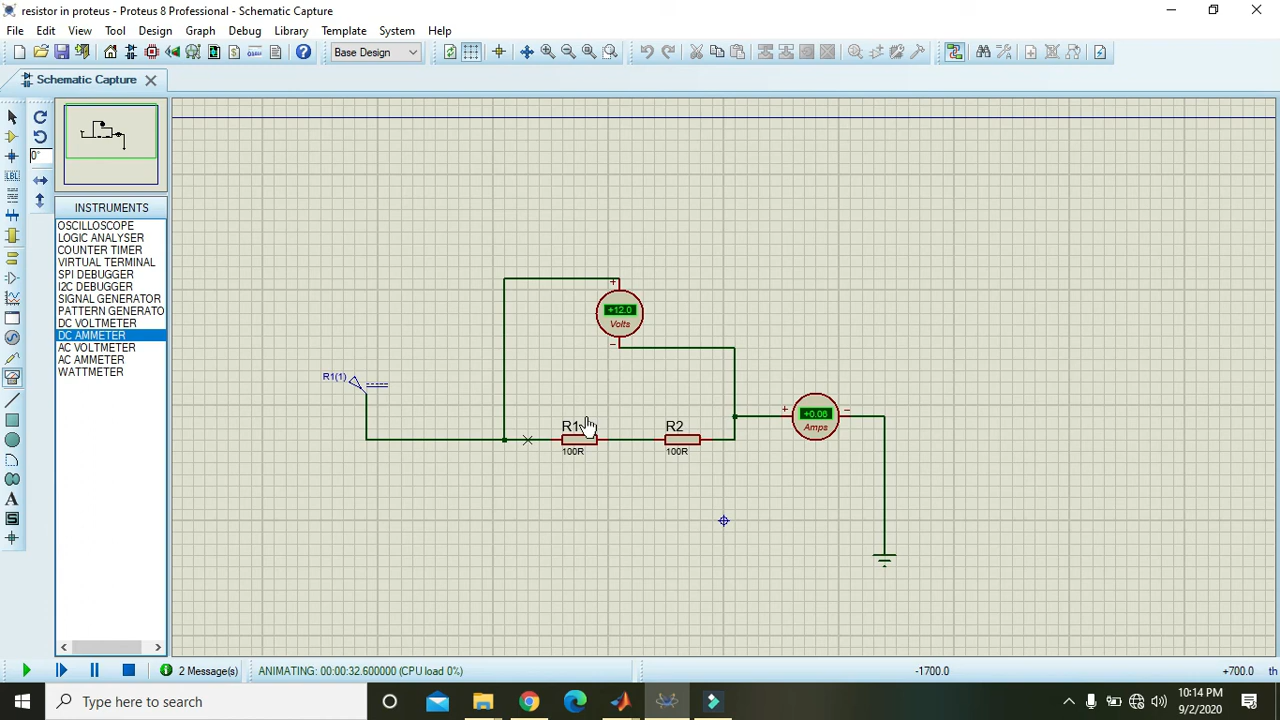 resistor in proteus - Proteus 8 Professional - Schematic Capture
File Edit View Tool Design Graph Debug Library Template System Help
Base Design
Schematic Capture
0°
LBL
INSTRUMENTS
OSCILLOSCOPE
LOGIC ANALYSER
COUNTER TIMER
VIRTUAL TERMINAL
SPI DEBUGGER
I2C DEBUGGER
SIGNAL GENERATOR
PATTERN GENERATO
DC VOLTMETER
DC AMMETER
AC VOLTMETER
AC AMMETER
WATTMETER
+12.0
Volts
R1(1)
+0.06
Amps
R1
100R
R2
100R
A
S
2 Message(s)
ANIMATING: 00:00:32.600000 (CPU load 0%)
-1700.0
+700.0
th
Type here to search
10:14 PM
9/2/2020